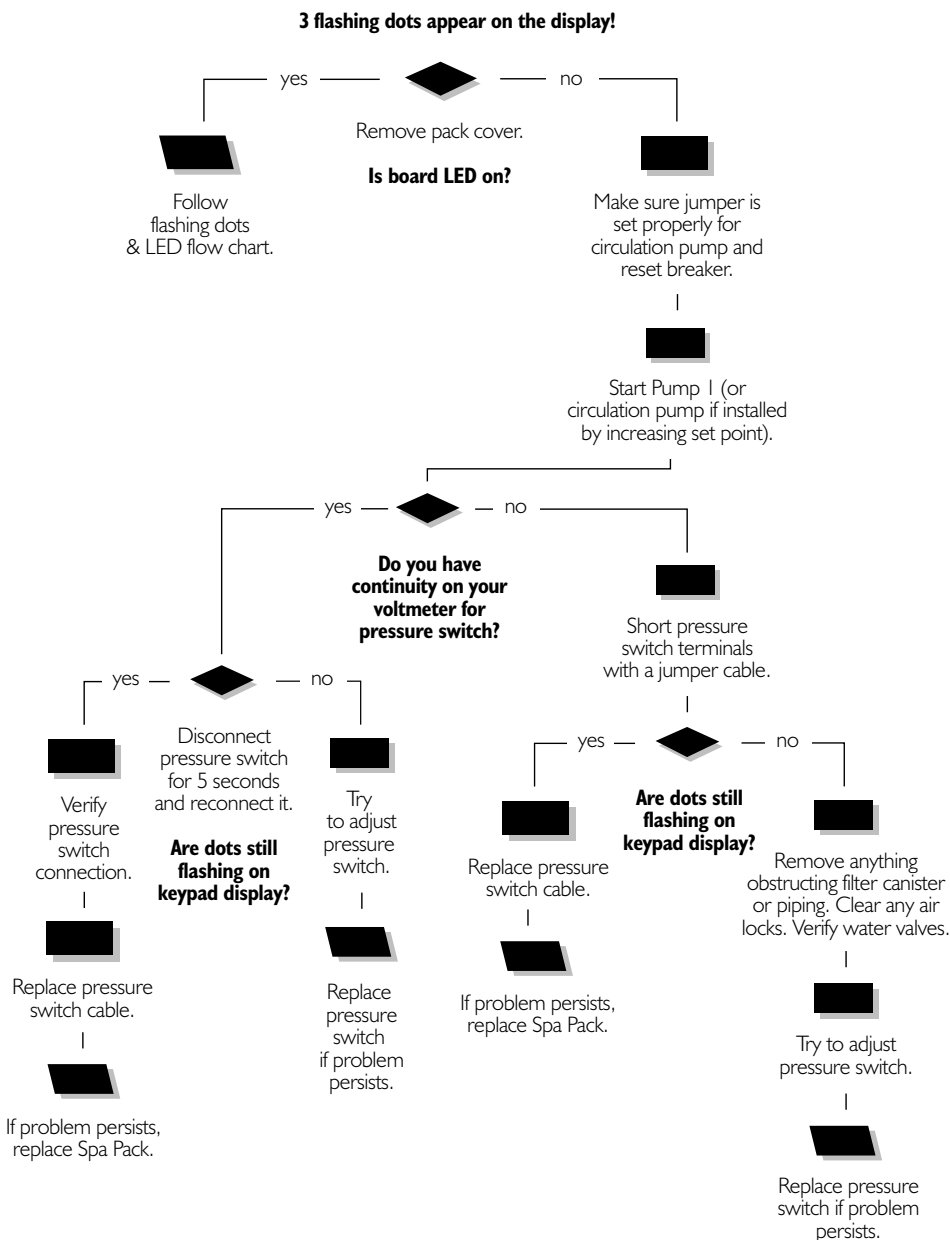 3 flashing dots appear on the display!
yes
no
Remove pack cover.
Is board LED on?
Follow
flashing dots
& LED flow chart.
Make sure jumper is
set properly for
circulation pump and
reset breaker.
Start Pump 1 (or
circulation pump if installed
by increasing set point).
yes
no
Do you have
continuity on your
voltmeter for
pressure switch?
Short pressure
switch terminals
with a jumper cable.
yes
no
Disconnect
pressure switch
for 5 seconds
and reconnect it.
Are dots still
flashing on
keypad display?
Verify
pressure
switch
connection.
Replace pressure
switch cable.
If problem persists,
replace Spa Pack.
Try
to adjust
pressure
switch.
Replace
pressure
switch
if problem
persists.
yes
no
Are dots still
flashing on
keypad display?
Replace pressure
switch cable.
If problem persists,
replace Spa Pack.
Remove anything
obstructing filter canister
or piping. Clear any air
locks. Verify water valves.
Try to adjust
pressure switch.
Replace pressure
switch if problem
persists.